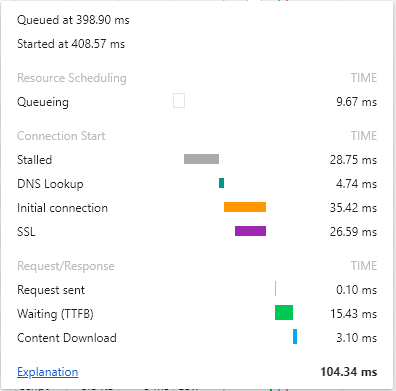 Queued at 398.90 ms
Started at 408.57 ms
Resource Scheduling TIME
Queueing 9.67 ms
Connection Start TIME
Stalled 28.75 ms
DNS Lookup 4.74 ms
Initial connection 35.42 ms
SSL 26.59 ms
Request/Response TIME
Request sent 0.10 ms
Waiting (TTFB) 15.43 ms
Content Download 3.10 ms
Explanation 104.34 ms